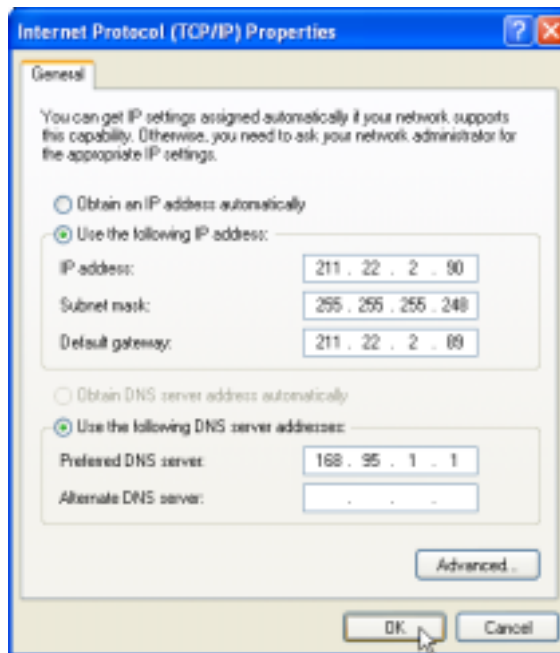 Internet Protocol (TCP/IP) Properties
General
You can get IP settings assigned automatically if your network supports
this capability. Otherwise, you need to ask your network administrator for
the appropriate IP settings.
Obtain an IP address automatically
Use the following IP address:
IP address: 211 . 22 . 2 . 90
Subnet mask: 255 . 255 . 255 . 248
Default gateway: 211 . 22 . 2 . 89
Obtain DNS server address automatically
Use the following DNS server addresses:
Preferred DNS server: 168 . 95 . 1 . 1
Alternate DNS server: . . .
Advanced...
OK Cancel